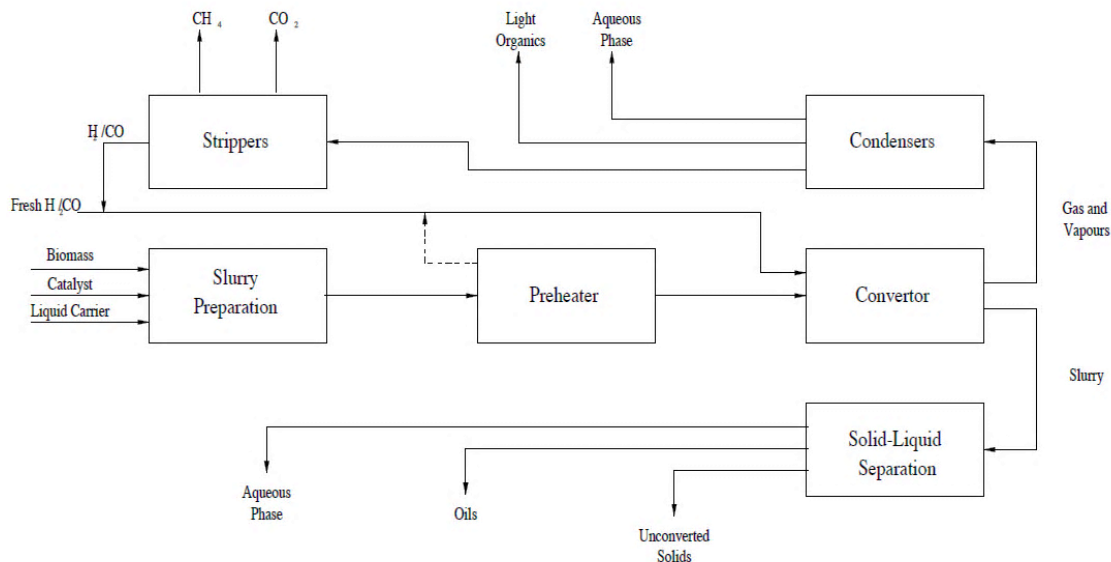 CH 4
CO 2
Light
Organics
Aqueous
Phase
H2/CO
Strippers
Condensers
Fresh H2/CO
Gas and
Vapours
Biomass
Catalyst
Liquid Carrier
Slurry
Preparation
Preheater
Convertor
Slurry
Solid-Liquid
Separation
Aqueous
Phase
Oils
Unconverted
Solids